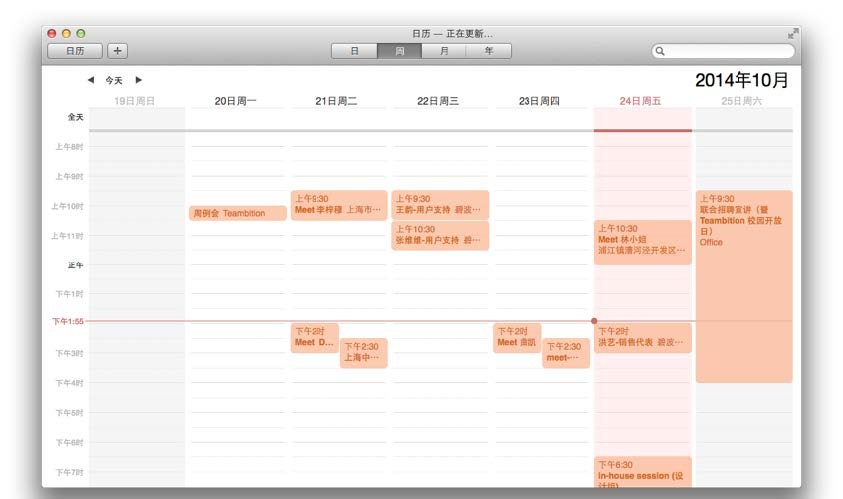 日历 — 正在更新…
日历
+
日 周 月 年
今天
2014年10月
19日周日 20日周一 21日周二 22日周三 23日周四 24日周五 25日周六
全天
上午8时
上午9时
上午10时
上午11时
正午
下午1时
下午1:55
下午3时
下午4时
下午5时
下午6时
下午7时
周例会 Teambition
上午9:30
Meet 李梓穆 上海市…
下午2时
Meet D…
下午2:30
上海中…
上午9:30
王韵-用户支持 碧波…
上午10:30
张维维-用户支持 碧…
下午2时
Meet 龚凯
下午2:30
meet-…
上午10:30
Meet 林小姐
浦江镇漕河泾开发区…
下午2时
洪艺-销售代表 碧波…
下午6:30
in-house session (设
计组)
上午9:30
联合招聘宣讲（暨
Teambition 校园开放
日）
Office